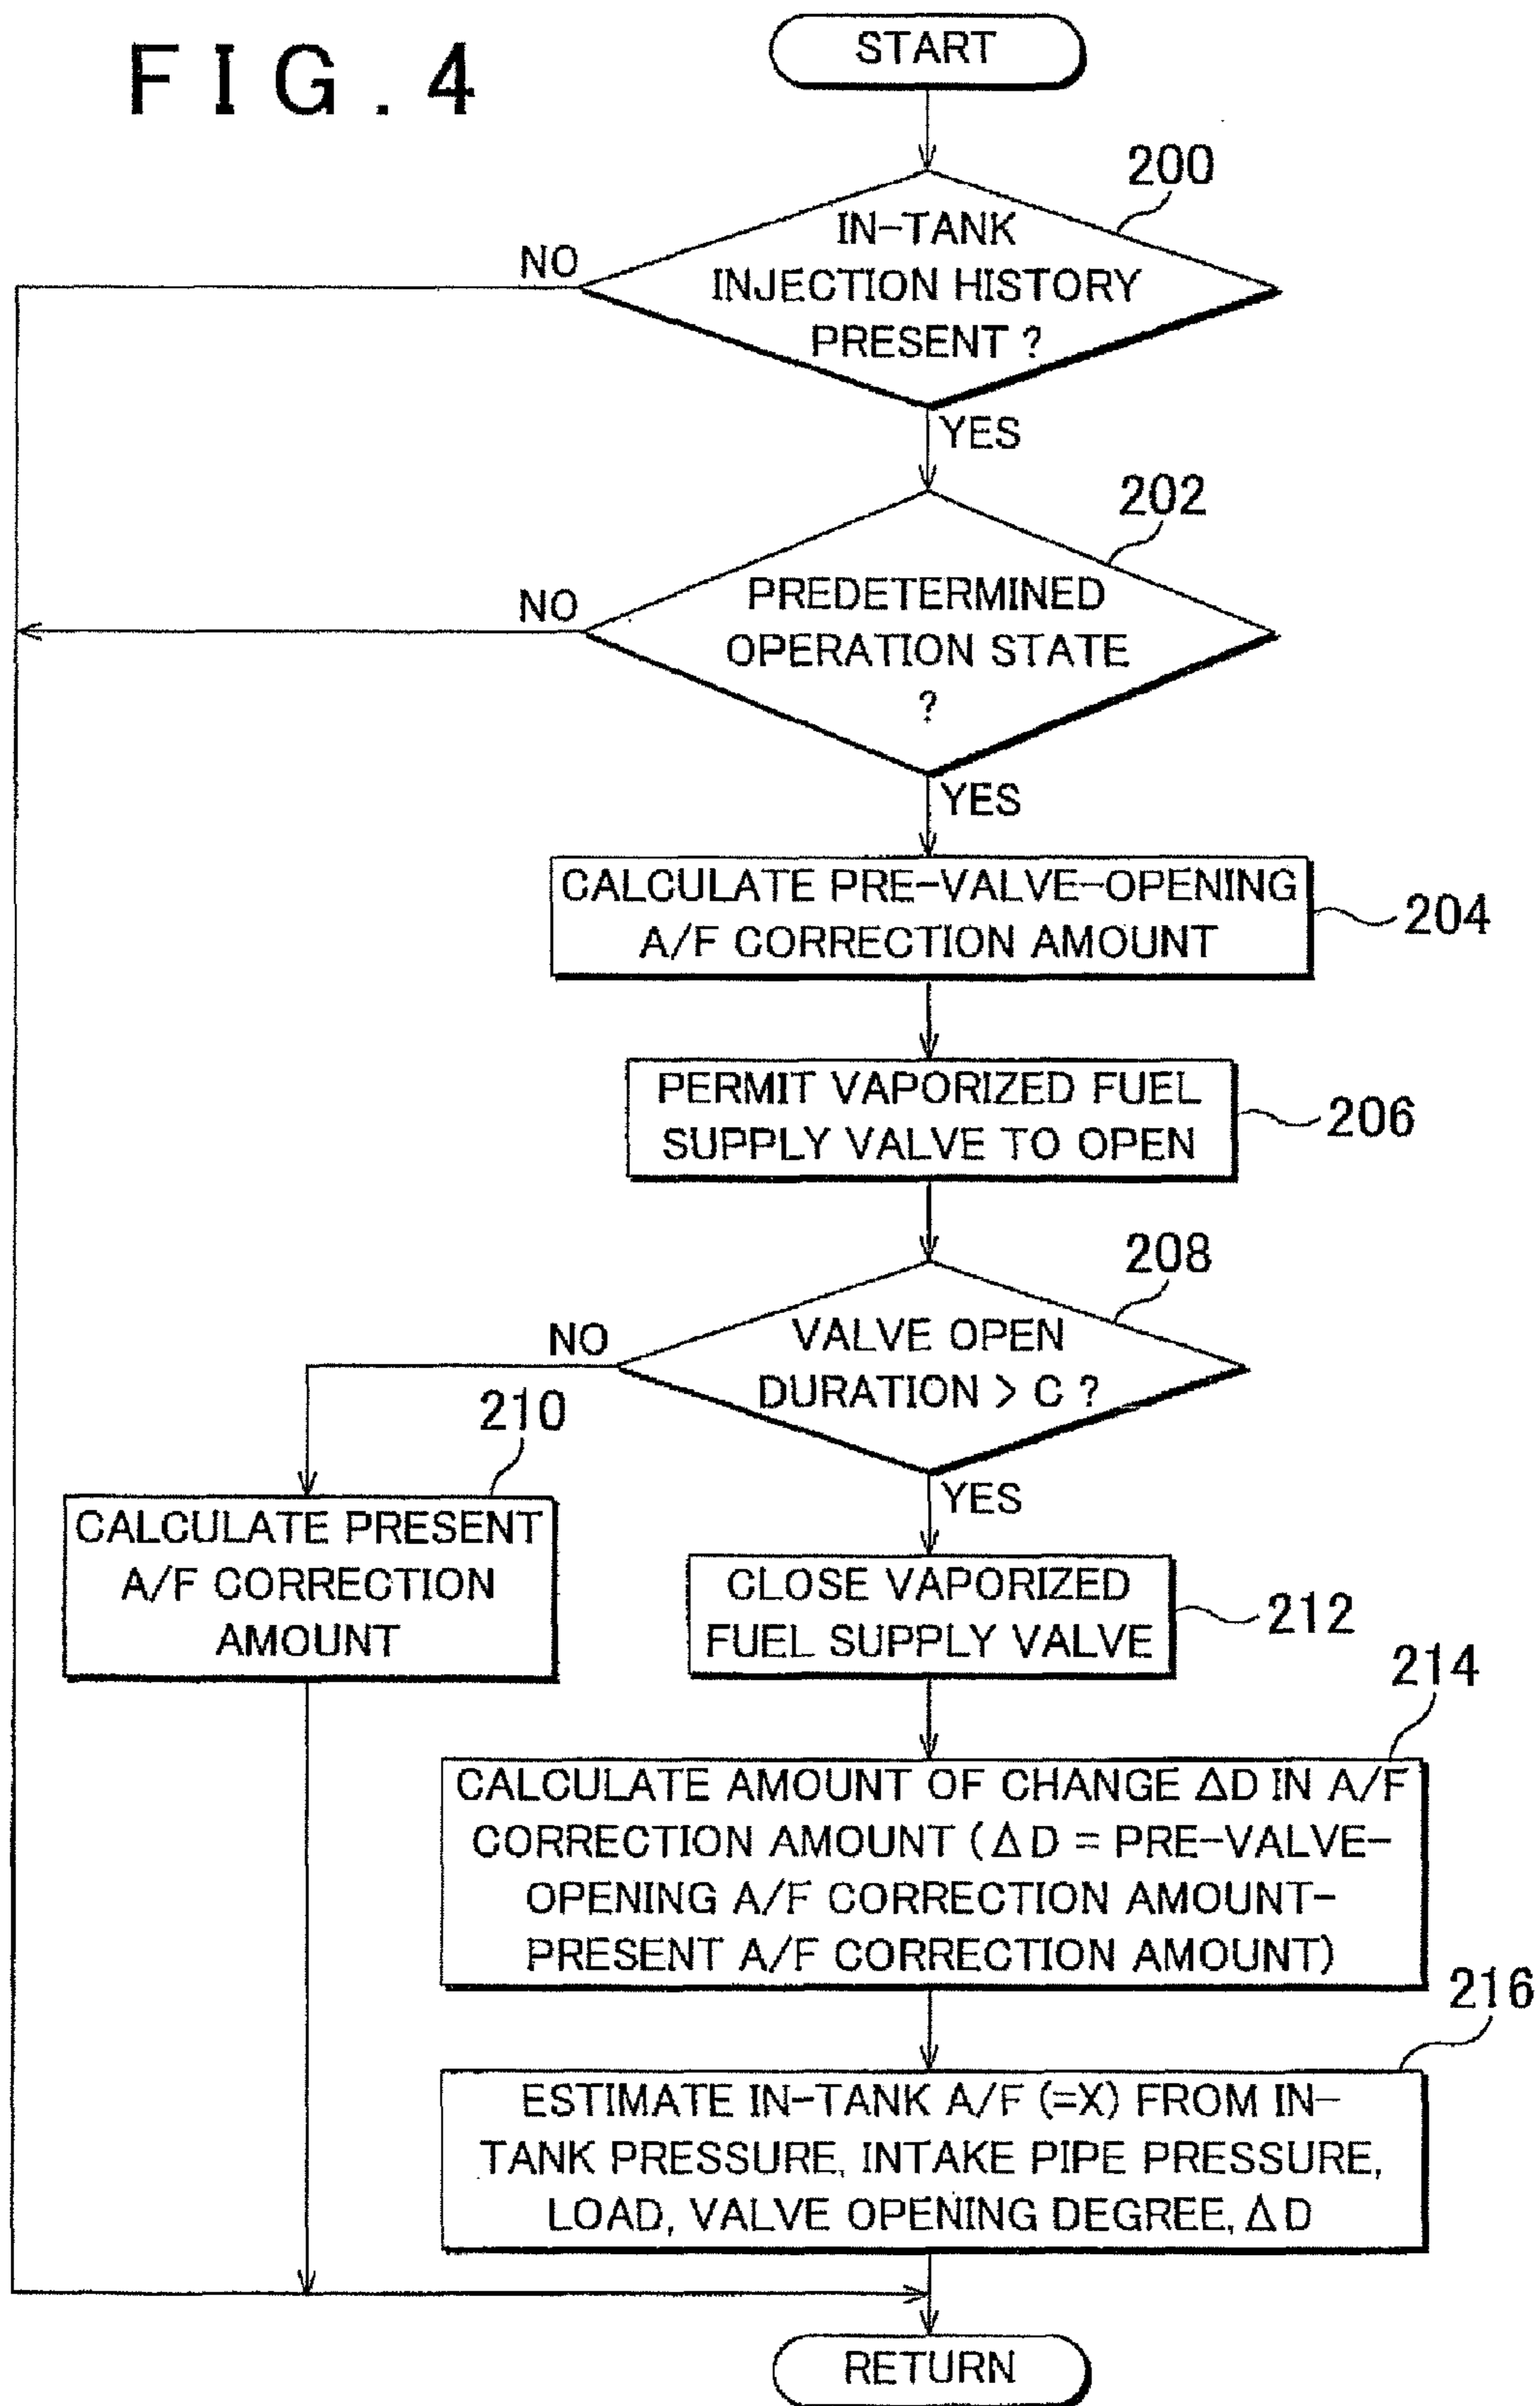 FIG.4
START
200
IN-TANK
INJECTION HISTORY
PRESENT ?
NO
YES
202
PREDETERMINED
OPERATION STATE
?
NO
YES
CALCULATE PRE-VALVE-OPENING
A/F CORRECTION AMOUNT
204
PERMIT VAPORIZED FUEL
SUPPLY VALVE TO OPEN
206
208
VALVE OPEN
DURATION > C ?
NO
YES
210
CALCULATE PRESENT
A/F CORRECTION
AMOUNT
CLOSE VAPORIZED
FUEL SUPPLY VALVE
212
214
CALCULATE AMOUNT OF CHANGE ΔD IN A/F
CORRECTION AMOUNT (ΔD = PRE-VALVE-
OPENING A/F CORRECTION AMOUNT-
PRESENT A/F CORRECTION AMOUNT)
216
ESTIMATE IN-TANK A/F (=X) FROM IN-
TANK PRESSURE, INTAKE PIPE PRESSURE,
LOAD, VALVE OPENING DEGREE, ΔD
RETURN